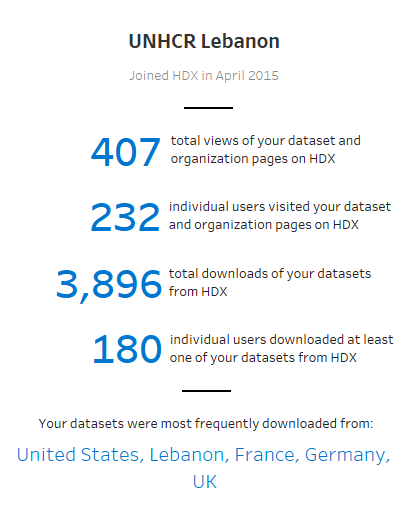 UNHCR Lebanon
Joined HDX in April 2015
407 total views of your dataset and
organization pages on HDX
232 individual users visited your dataset
and organization pages on HDX
3,896 total downloads of your datasets
from HDX
180 individual users downloaded at least
one of your datasets from HDX
Your datasets were most frequently downloaded from:
United States, Lebanon, France, Germany,
UK